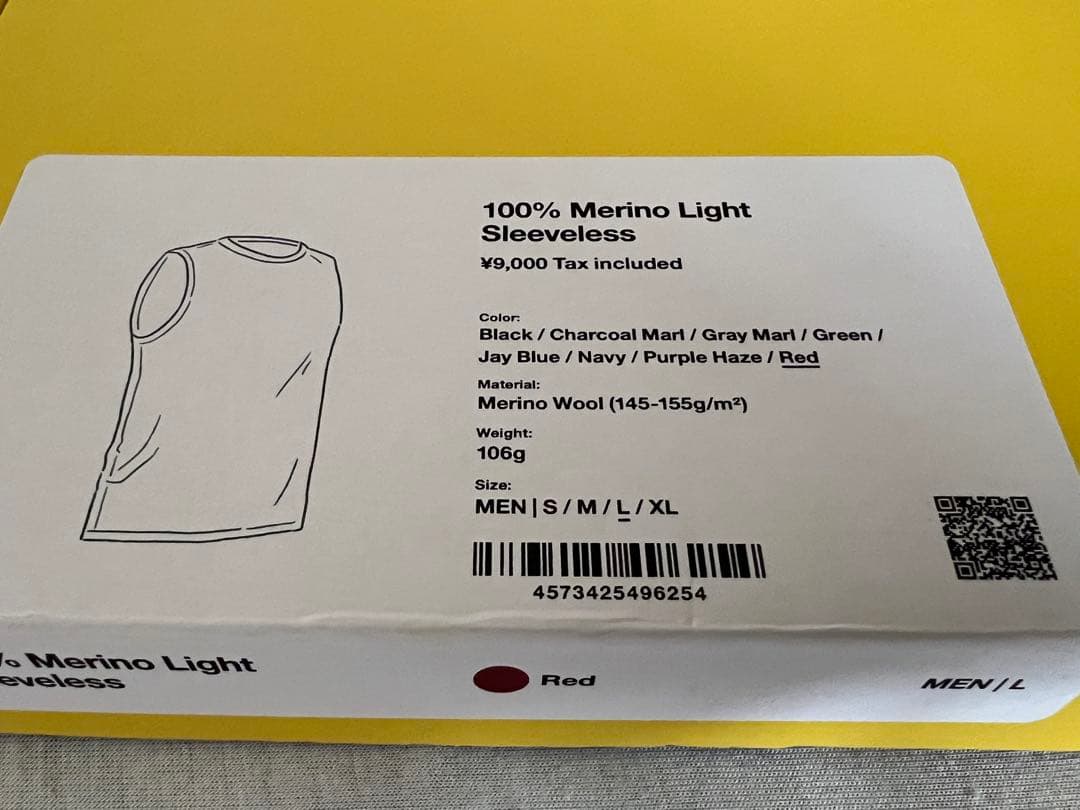 100% Merino Light
Sleeveless
¥9,000 Tax included
Color:
Black / Charcoal Marl / Gray Marl / Green /
Jay Blue / Navy / Purple Haze / Red
Material:
Merino Wool (145-155g/m²)
Weight:
106g
Size:
MEN | S / M / L / XL
4573425496254
% Merino Light
eveless
Red
MEN / L